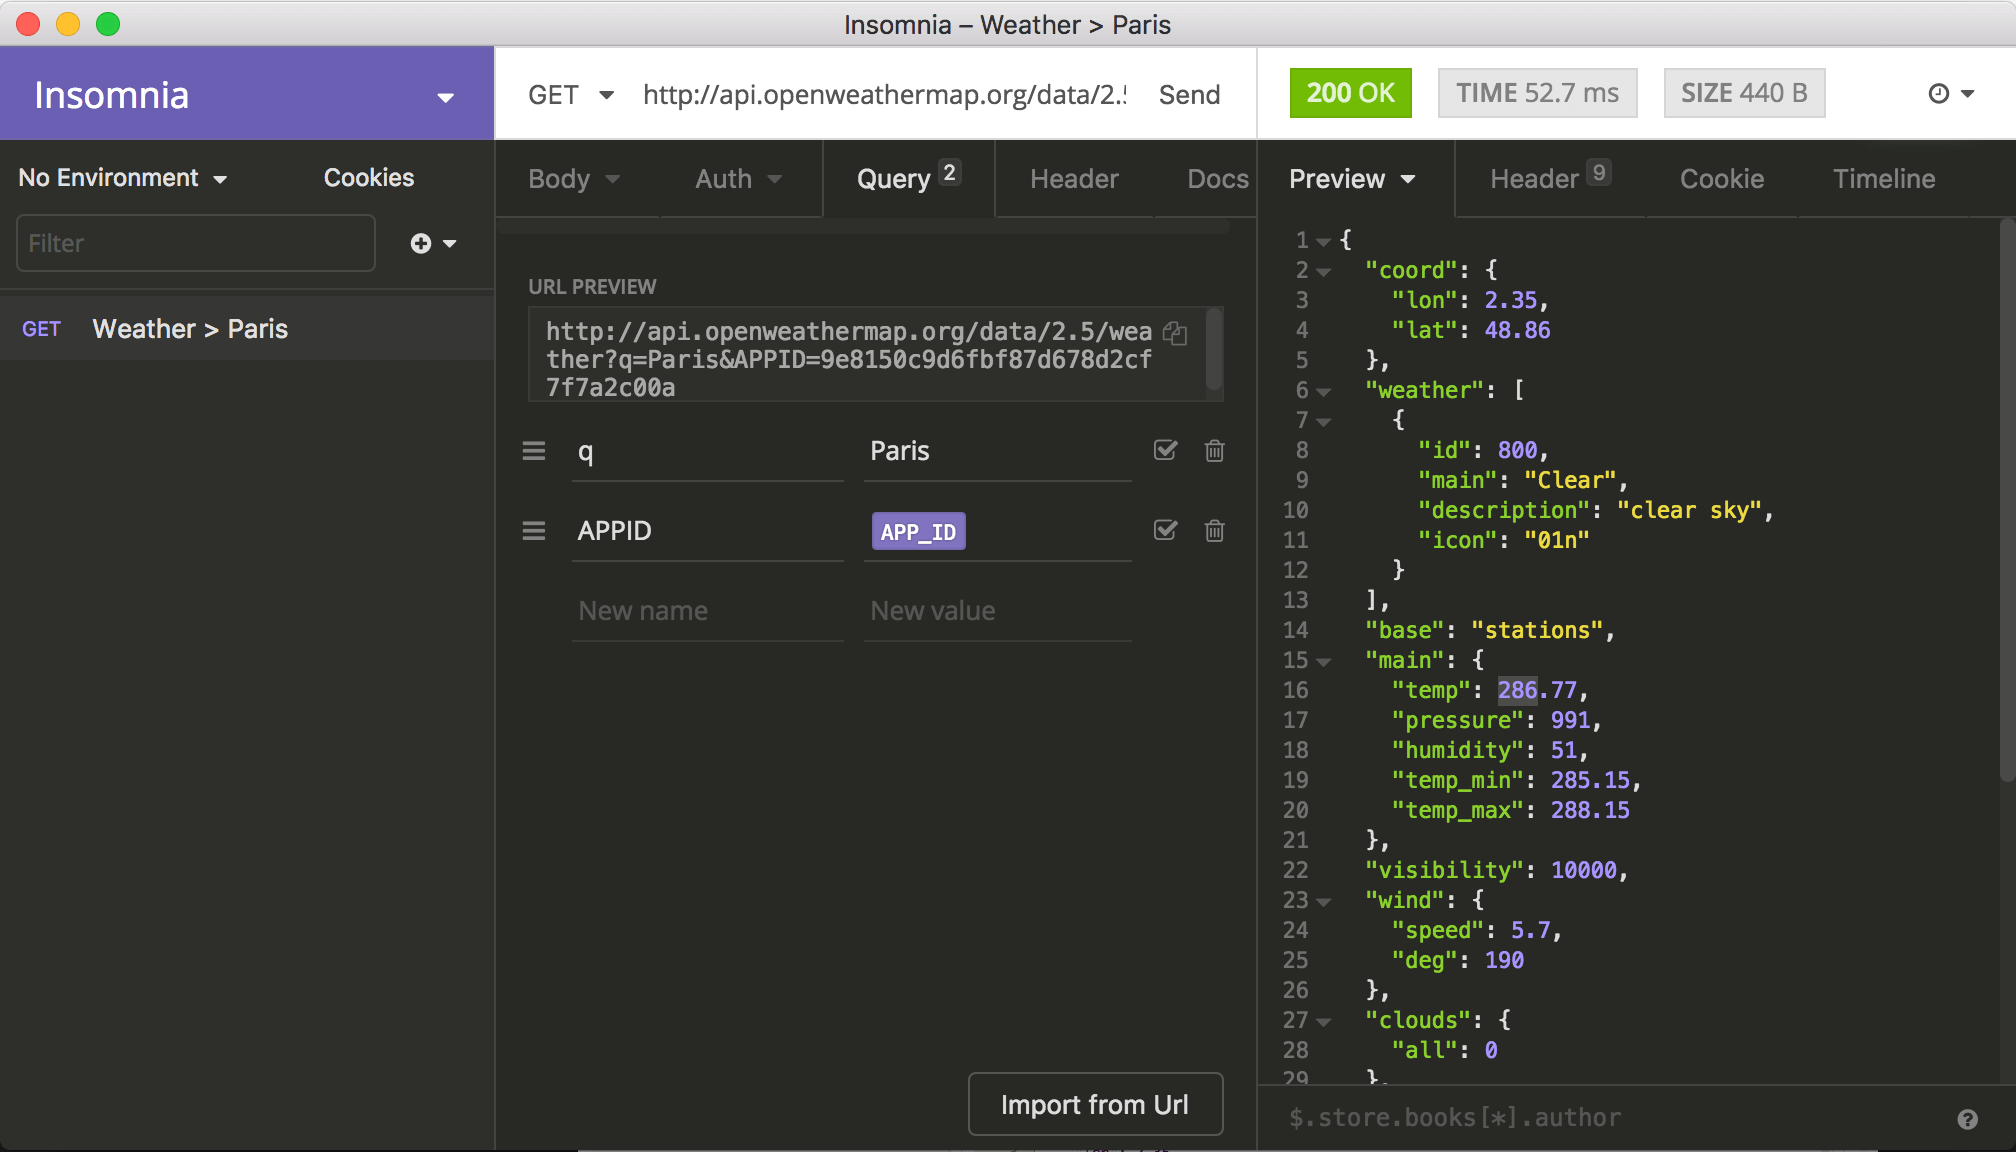 Insomnia – Weather > Paris
Insomnia
GET http://api.openweathermap.org/data/2.5 Send
200 OK TIME 52.7 ms SIZE 440 B
No Environment Cookies
Filter
GET Weather > Paris
Body Auth Query 2 Header Docs
URL PREVIEW
http://api.openweathermap.org/data/2.5/wea
ther?q=Paris&APPID=9e8150c9d6fbf87d678d2cf
7f7a2c00a
q Paris
APPID APP_ID
New name New value
Import from Url
Preview Header 9 Cookie Timeline
1 {
2 "coord": {
3 "lon": 2.35,
4 "lat": 48.86
5 },
6 "weather": [
7 {
8 "id": 800,
9 "main": "Clear",
10 "description": "clear sky",
11 "icon": "01n"
12 }
13 ],
14 "base": "stations",
15 "main": {
16 "temp": 286.77,
17 "pressure": 991,
18 "humidity": 51,
19 "temp_min": 285.15,
20 "temp_max": 288.15
21 },
22 "visibility": 10000,
23 "wind": {
24 "speed": 5.7,
25 "deg": 190
26 },
27 "clouds": {
28 "all": 0
29 },
$.store.books[*].author